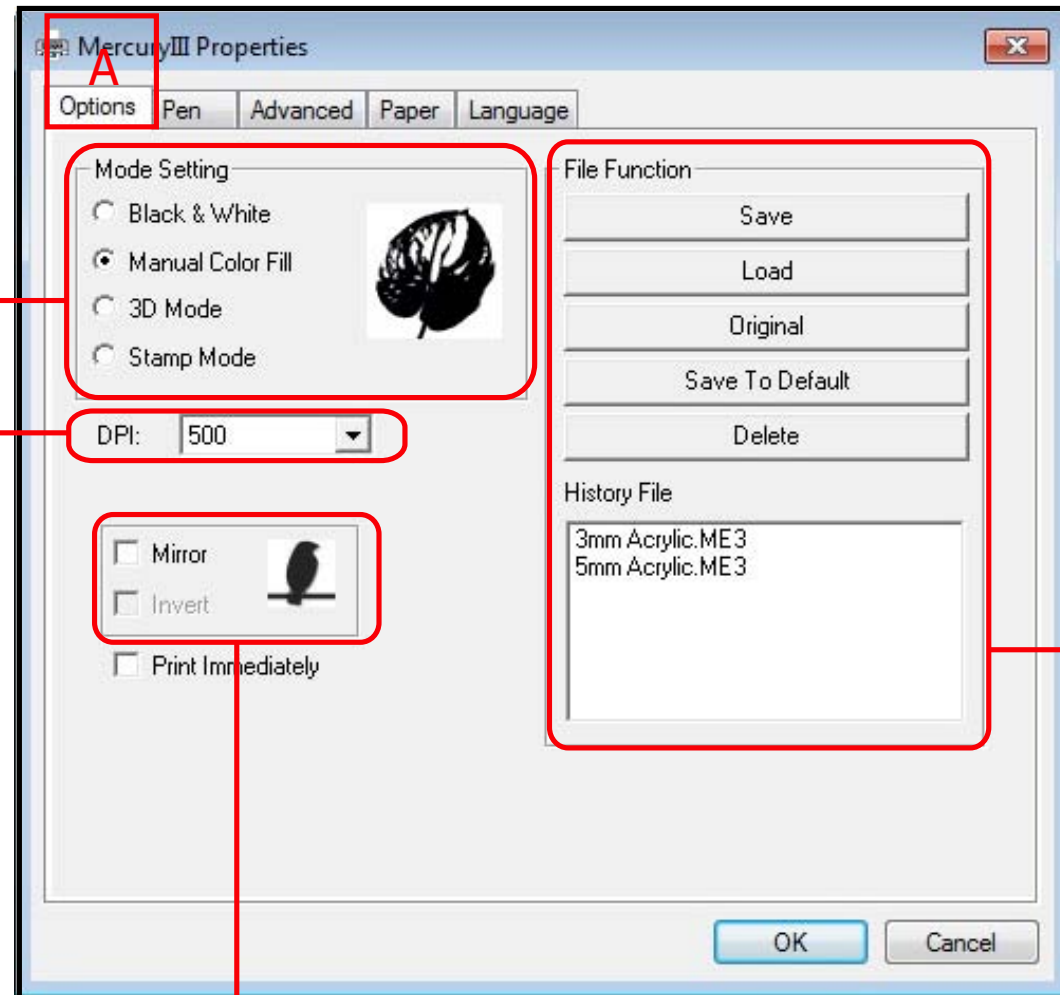 MercuryIII Properties
A
Options Pen Advanced Paper Language
Mode Setting
Black & White
Manual Color Fill
3D Mode
Stamp Mode
DPI: 500
Mirror
Invert
Print Immediately
File Function
Save
Load
Original
Save To Default
Delete
History File
3mm Acrylic.ME3
5mm Acrylic.ME3
OK Cancel